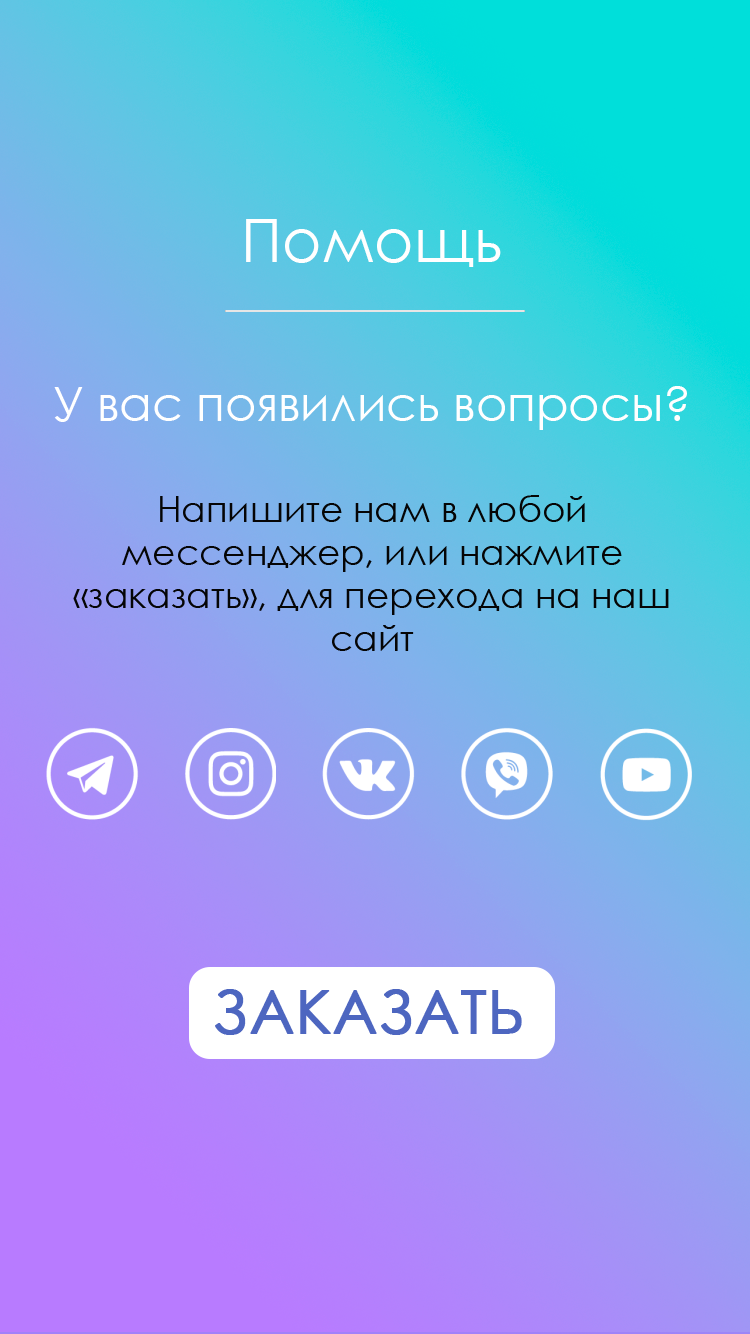 Помощь
У вас появились вопросы?
Напишите нам в любой
мессенджер, или нажмите
«заказать», для перехода на наш
сайт
ЗАКАЗАТЬ